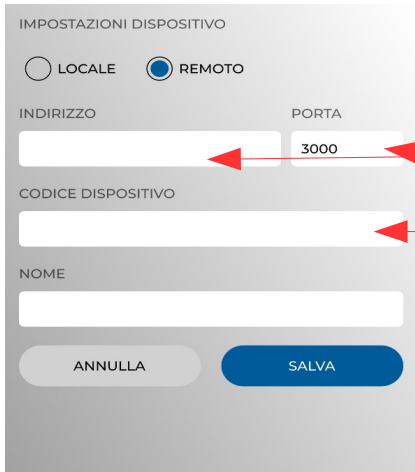 IMPOSTAZIONI DISPOSITIVO
LOCALE REMOTO
INDIRIZZO PORTA
3000
CODICE DISPOSITIVO
NOME
ANNULLA SALVA